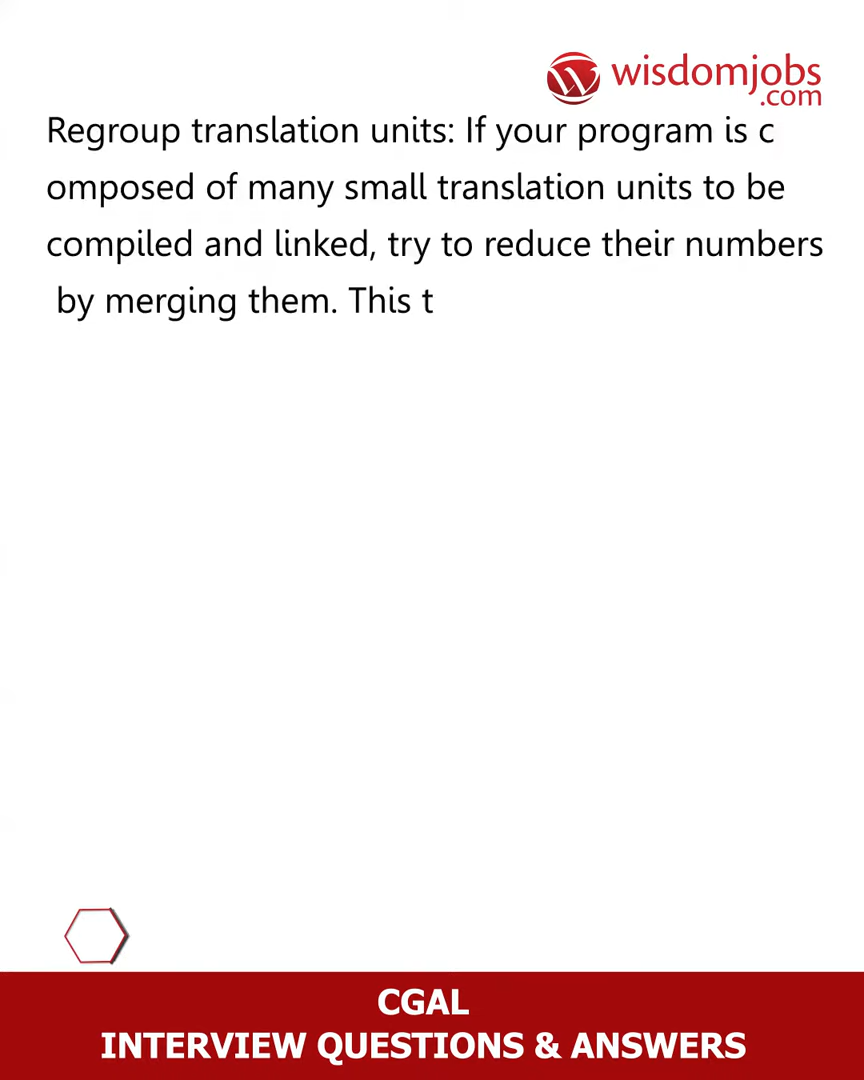 wisdomjobs
.com
Regroup translation units: If your program is c
omposed of many small translation units to be
compiled and linked, try to reduce their numbers
by merging them. This t
CGAL
INTERVIEW QUESTIONS & ANSWERS